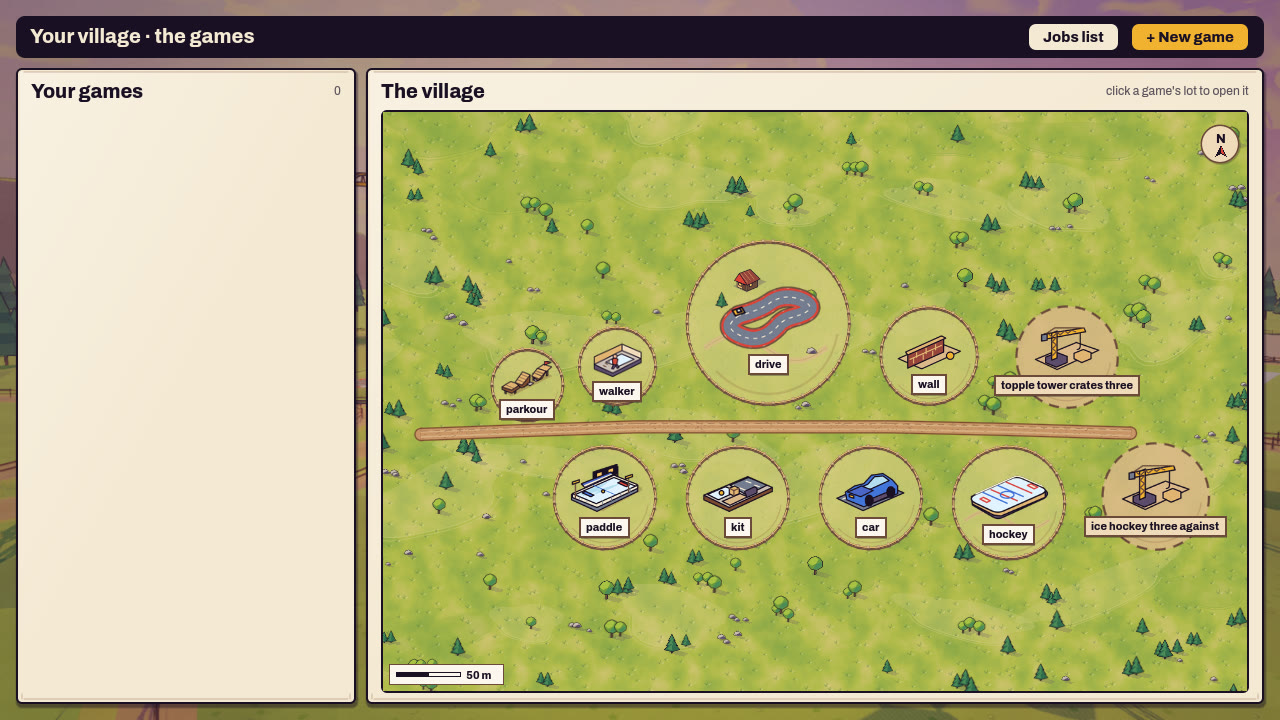 Your village · the games
Jobs list
+ New game
Your games
0
The village
click a game's lot to open it
N
drive
wall
topple tower crates three
walker
parkour
paddle
kit
car
hockey
ice hockey three against
50 m